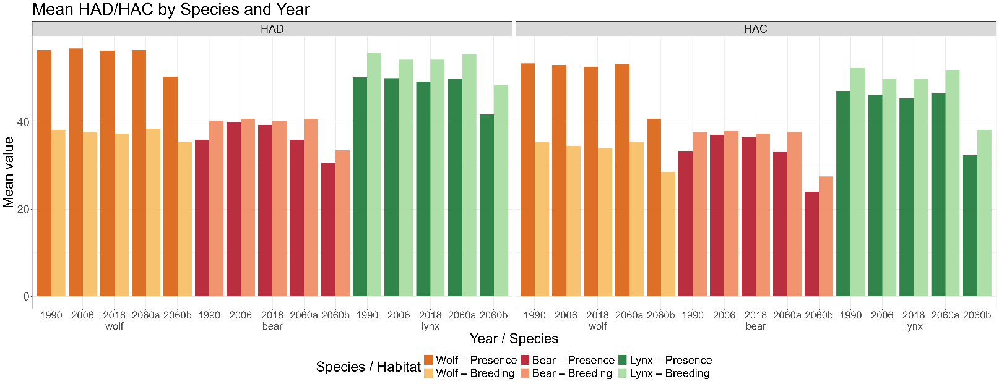 Mean HAD/HAC by Species and Year
HAD
HAC
Mean value
40
20
0
1990 2006 2018 2060a 2060b 1990 2006 2018 2060a 2060b 1990 2006 2018 2060a 2060b
wolf bear lynx
1990 2006 2018 2060a 2060b 1990 2006 2018 2060a 2060b 1990 2006 2018 2060a 2060b
wolf bear lynx
Year / Species
Species / Habitat
Wolf – Presence Bear – Presence Lynx – Presence
Wolf – Breeding Bear – Breeding Lynx – Breeding